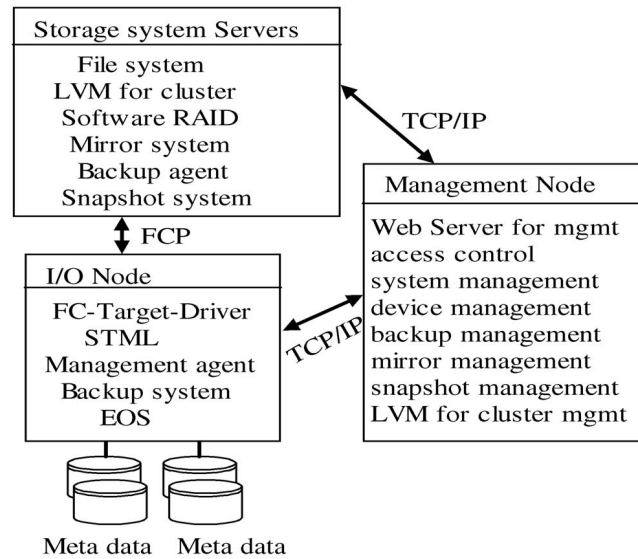 Storage system Servers
File system
LVM for cluster
Software RAID
Mirror system
Backup agent
Snapshot system
TCP/IP
FCP
Management Node
Web Server for mgmt
access control
system management
device management
backup management
mirror management
snapshot management
LVM for cluster mgmt
I/O Node
FC-Target-Driver
STML
Management agent
Backup system
EOS
TCP/IP
Meta data
Meta data